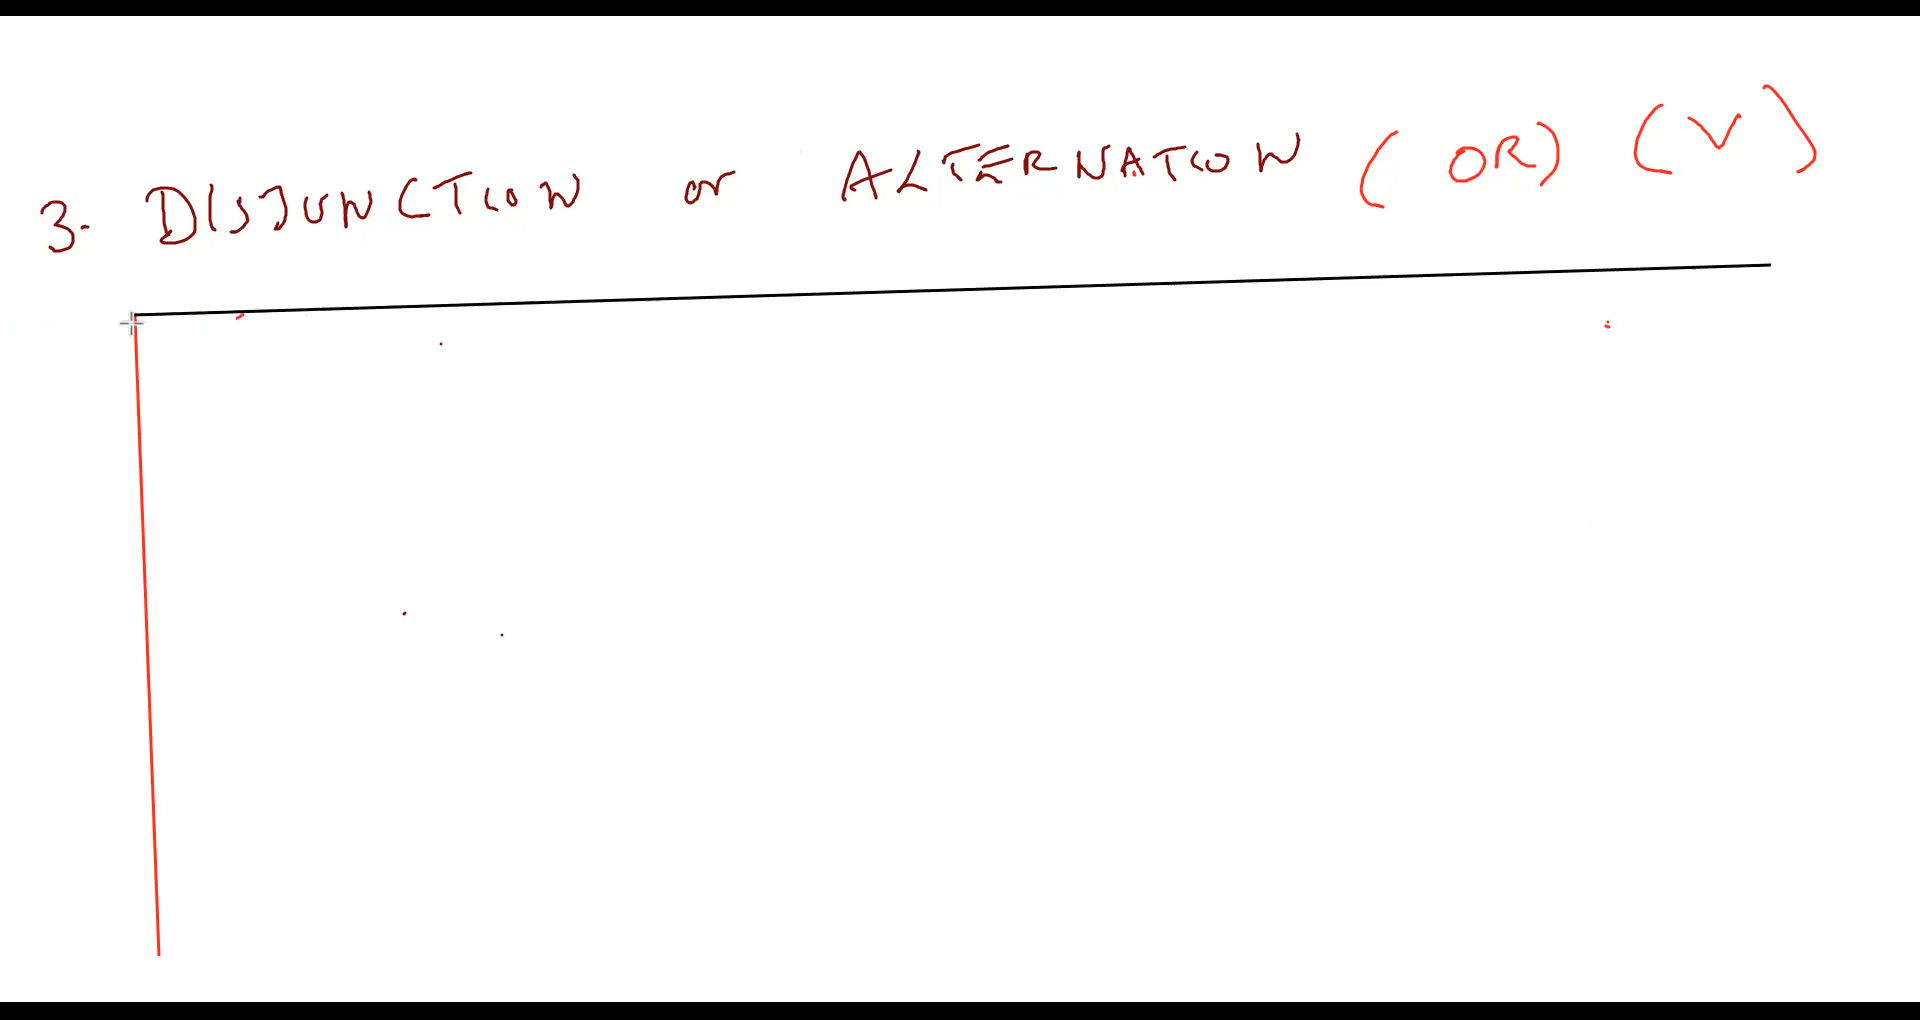 3. DISJUNCTION or ALTERNATION (OR) (V)